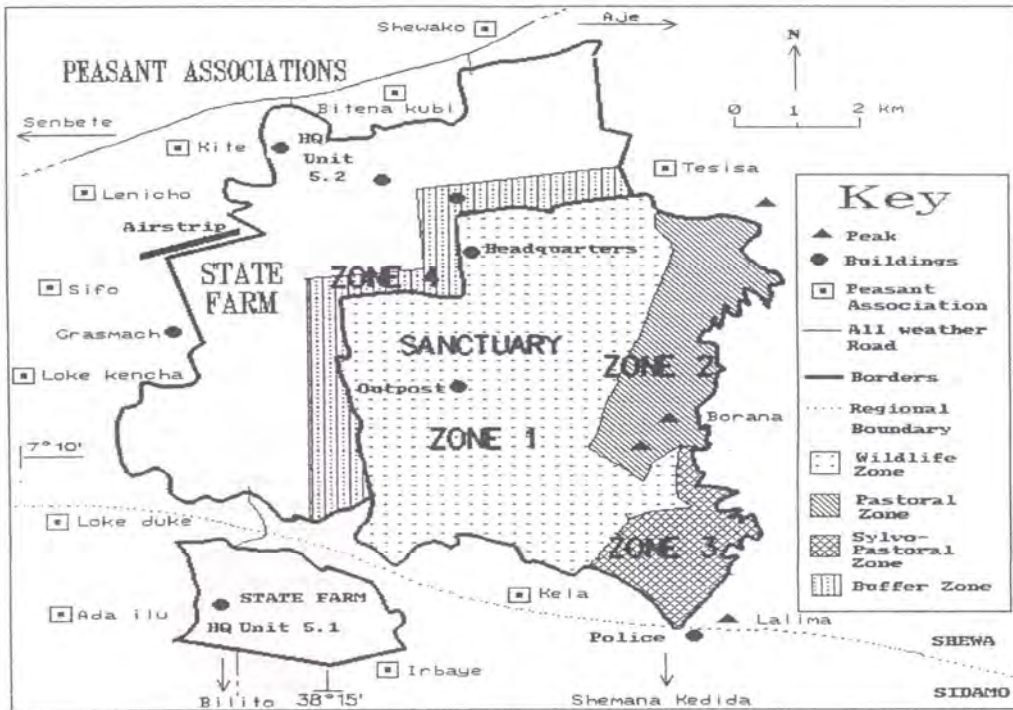 Aje
Shewako
N
PEASANT ASSOCIATIONS
Bitena kubi
0 1 2 km
Senbete
Kite
HQ
Unit
5.2
Tesisa
Lenicho
Key
Airstrip
Peak
Headquarters
Buildings
STATE
FARM
ZONE 4
Sifo
Peasant
Association
Grasmach
All weather
Road
SANCTUARY
ZONE 2
Loke kencha
Outpost
Borders
Borana
Regional
Boundary
ZONE 1
7°10'
Wildlife
Zone
Pastoral
Zone
Loke duke
Sylvo-
Pastoral
Zone
ZONE 3
Buffer Zone
Kela
STATE FARM
Ada ilu
HQ Unit 5.1
Lalima
Police
SHEWA
Irbaye
SIDAMO
Bilito
38°15'
Shemana Kedida